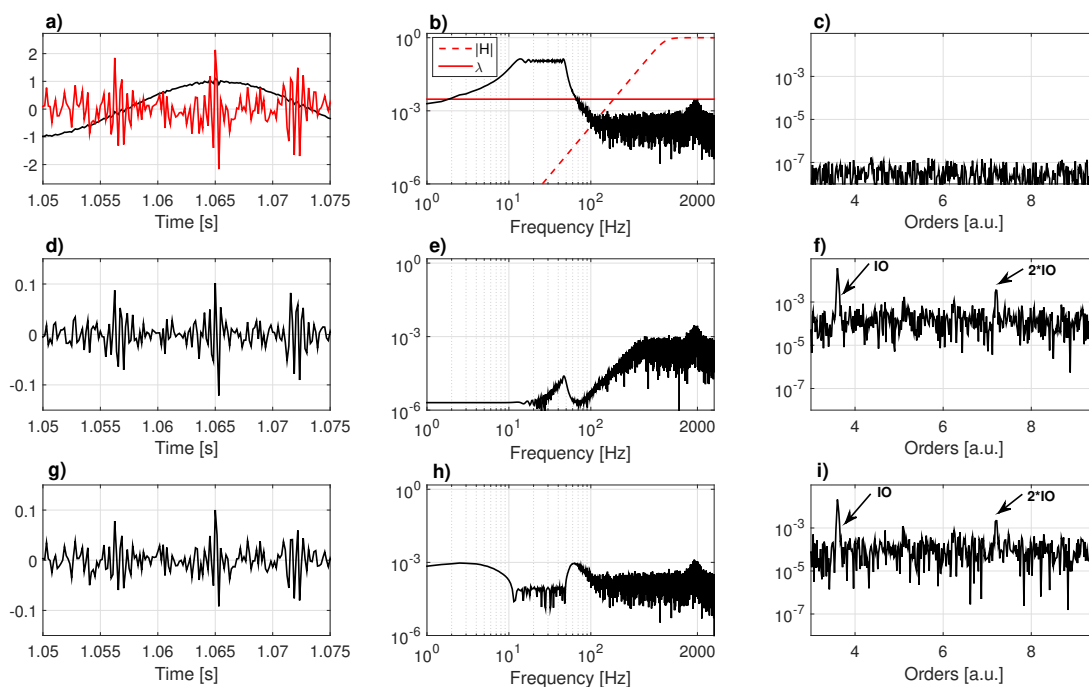 a)
2
1
0
-1
-2
1.05 1.055 1.06 1.065 1.07 1.075
Time [s]
b)
10^0
10^-3
10^-6
|H|
λ
10^0 10^1 10^2 2000
Frequency [Hz]
c)
10^-3
10^-5
10^-7
4 6 8
Orders [a.u.]
d)
0.1
0
-0.1
1.05 1.055 1.06 1.065 1.07 1.075
Time [s]
e)
10^0
10^-3
10^-6
10^0 10^1 10^2 2000
Frequency [Hz]
f)
IO
2*IO
10^-3
10^-5
10^-7
4 6 8
Orders [a.u.]
g)
0.1
0
-0.1
1.05 1.055 1.06 1.065 1.07 1.075
Time [s]
h)
10^0
10^-3
10^-6
10^0 10^1 10^2 2000
Frequency [Hz]
i)
IO
2*IO
10^-3
10^-5
10^-7
4 6 8
Orders [a.u.]